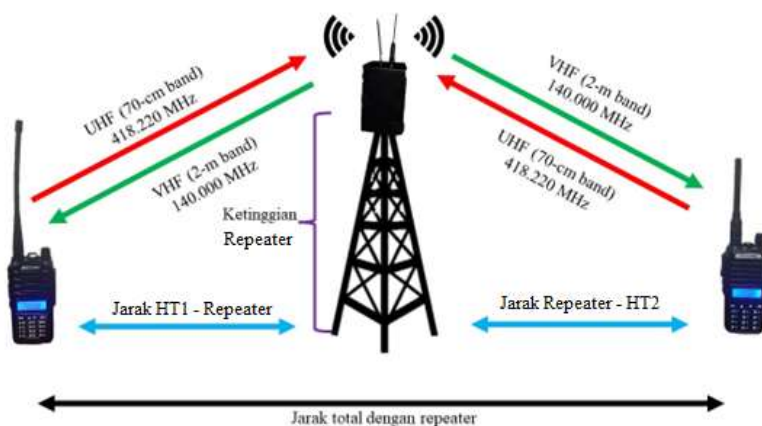 UHF (70-cm band)
418.220 MHz
VHF (2-m band)
140.000 MHz
VHF (2-m band)
140.000 MHz
UHF (70-cm band)
418.220 MHz
Ketinggian
Repeater
Jarak HT1 - Repeater
Jarak Repeater - HT2
Jarak total dengan repeater